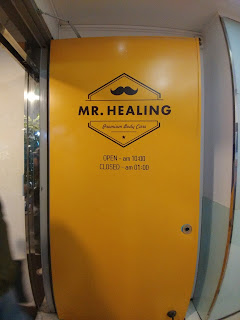 MR. HEALING
Premium Body Care
OPEN - am 10:00
CLOSED - am 01:00